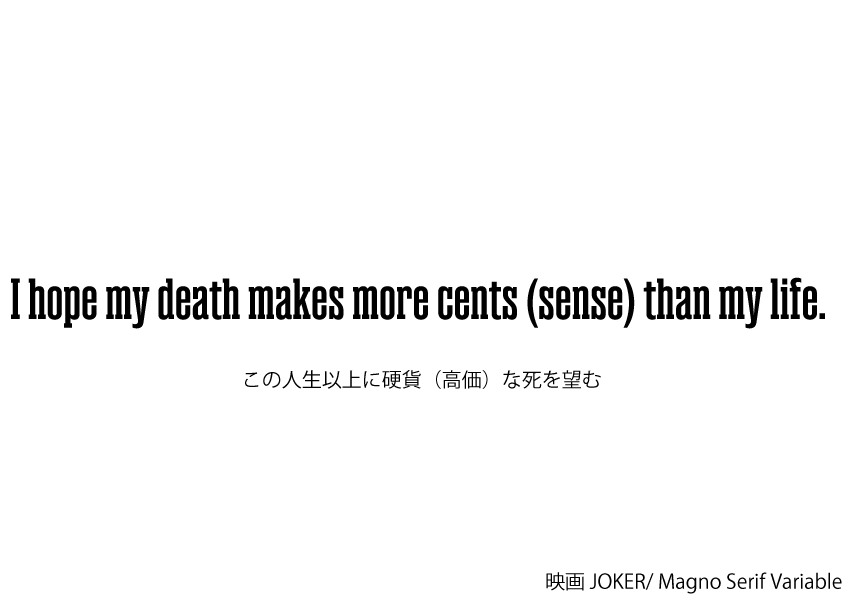 I hope my death makes more cents (sense) than my life.
この人生以上に硬貨（高価）な死を望む
映画 JOKER/ Magno Serif Variable